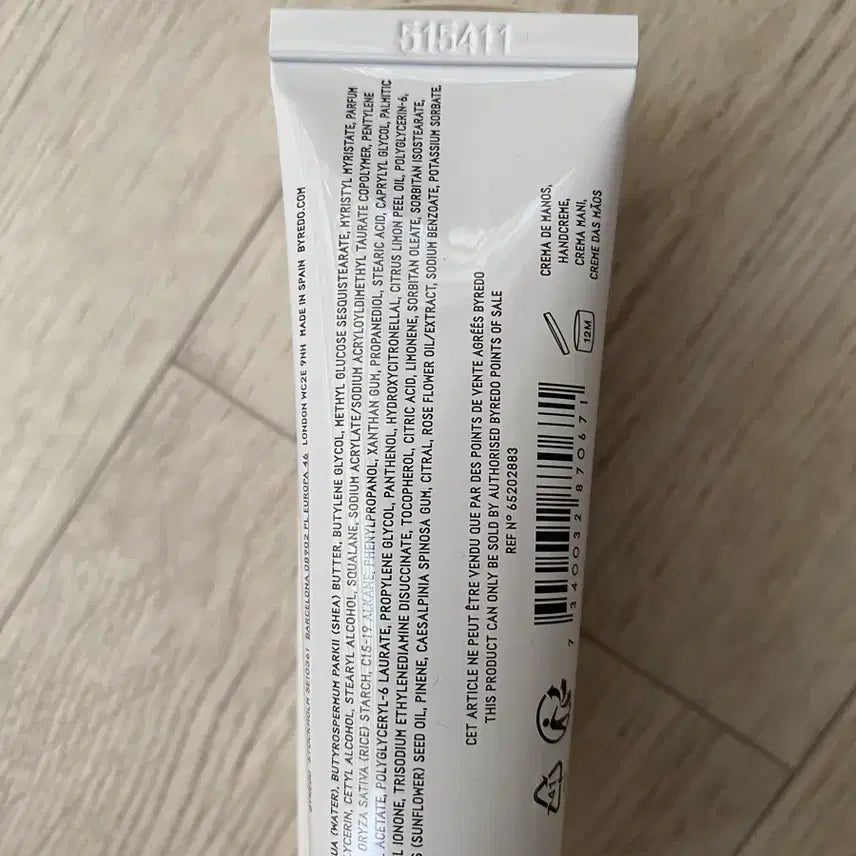 515411
STOCKHOLM SE10361 BARCELONA 08902 PL EUROPA 46 LONDON WC2E 9NH MADE IN SPAIN BYREDO.COM
UA (WATER), BUTYROSPERMUM PARKII (SHEA) BUTTER, BUTYLENE GLYCOL, METHYL GLUCOSE SESQUISTEARATE, MYRISTYL MYRISTATE, PARFUM
LYCERIN, CETYL ALCOHOL, STEARYL ALCOHOL, SQUALANE, SODIUM ACRYLATE/SODIUM ACRYLOYLDIMETHYL TAURATE COPOLYMER, PENTYLENE
ORYZA SATIVA (RICE) STARCH, C15-19 ALKANE, PHENYLPROPANOL, XANTHAN GUM, PROPANEDIOL, STEARIC ACID, CAPRYLYL GLYCOL, PALMITIC
L ACETATE, POLYGLYCERYL-6 LAURATE, PROPYLENE GLYCOL, PANTHENOL, HYDROXYCITRONELLAL, CITRUS LIMON PEEL OIL, POLYGLYCERIN-6,
L IONONE, TRISODIUM ETHYLENEDIAMINE DISUCCINATE, TOCOPHEROL, CITRIC ACID, LIMONENE, SORBITAN OLEATE, SORBITAN ISOSTEARATE,
S (SUNFLOWER) SEED OIL, PINENE, CAESALPINIA SPINOSA GUM, CITRAL, ROSE FLOWER OIL/EXTRACT, SODIUM BENZOATE, POTASSIUM SORBATE.
CET ARTICLE NE PEUT ÊTRE VENDU QUE PAR DES POINTS DE VENTE AGRÉÉS BYREDO
THIS PRODUCT CAN ONLY BE SOLD BY AUTHORISED BYREDO POINTS OF SALE
REF N° 65202883
CREMA DE MANOS,
HANDCREME,
CREMA MANI,
CREME DAS MÃOS
12M
7 340032 870671
41